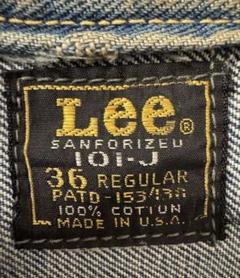 Lee®
SANFORIZED
101-J
36 REGULAR
PATD-153438
100% COTTON
MADE IN U.S.A.